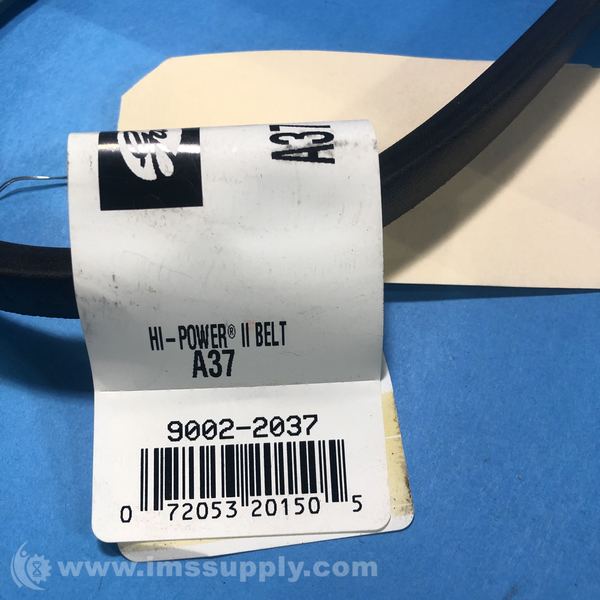 A37
HI-POWER® II BELT
A37
9002-2037
0 72053 20150 5
www.imssupply.com